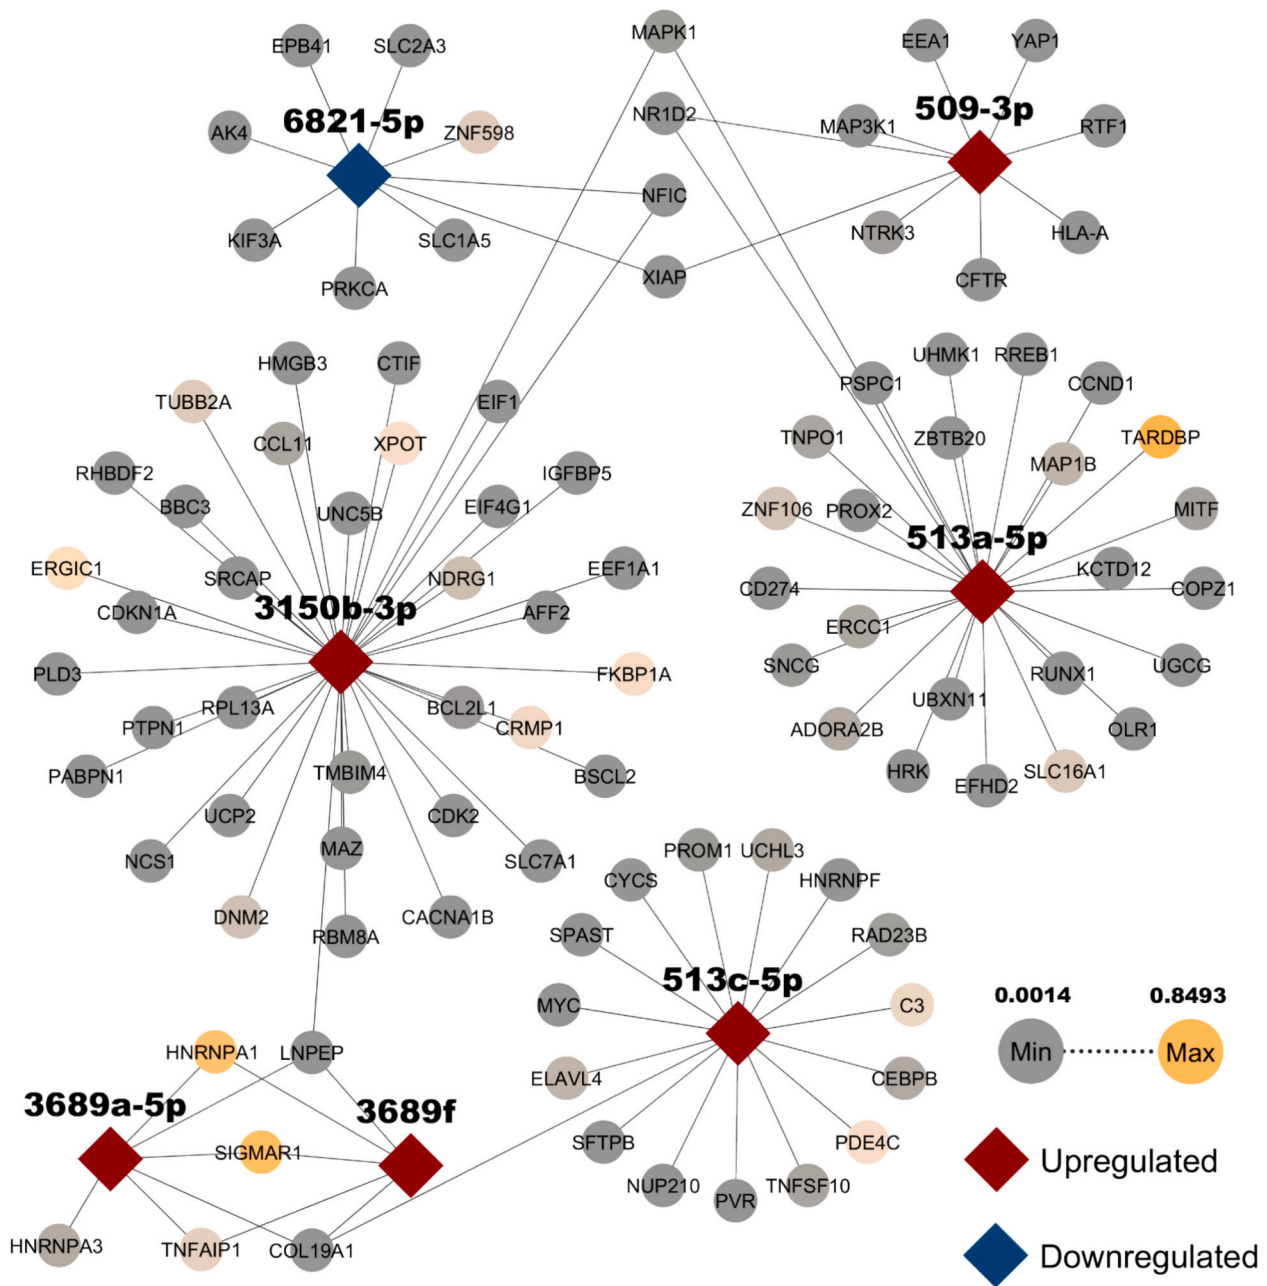 EPB41
SLC2A3
MAPK1
EEA1
YAP1
6821-5p
NR1D2
509-3p
AK4
ZNF598
MAP3K1
RTF1
NFIC
KIF3A
SLC1A5
NTRK3
HLA-A
PRKCA
XIAP
CFTR
HMGB3
CTIF
UHMK1
RREB1
TUBB2A
EIF1
PSPC1
CCND1
CCL11
XPOT
TNPO1
ZBTB20
TARDBP
RHBDF2
IGFBP5
MAP1B
BBC3
UNC5B
EIF4G1
ZNF106
PROX2
MITF
513a-5p
ERGIC1
SRCAP
NDRG1
EEF1A1
KCTD12
CDKN1A
3150b-3p
AFF2
CD274
COPZ1
ERCC1
PLD3
FKBP1A
SNCG
RUNX1
UGCG
PTPN1
RPL13A
BCL2L1
CRMP1
UBXN11
ADORA2B
OLR1
PABPN1
TMBIM4
BSCL2
HRK
EFHD2
SLC16A1
UCP2
CDK2
NCS1
MAZ
SLC7A1
PROM1
UCHL3
CYCS
HNRNPF
DNM2
RBM8A
CACNA1B
SPAST
RAD23B
513c-5p
MYC
C3
0.0014
0.8493
HNRNPA1
LNPEP
Min
Max
ELAVL4
CEBPB
3689a-5p
3689f
SIGMAR1
SFTPB
PDE4C
Upregulated
NUP210
PVR
TNFSF10
HNRNPA3
TNFAIP1
COL19A1
Downregulated